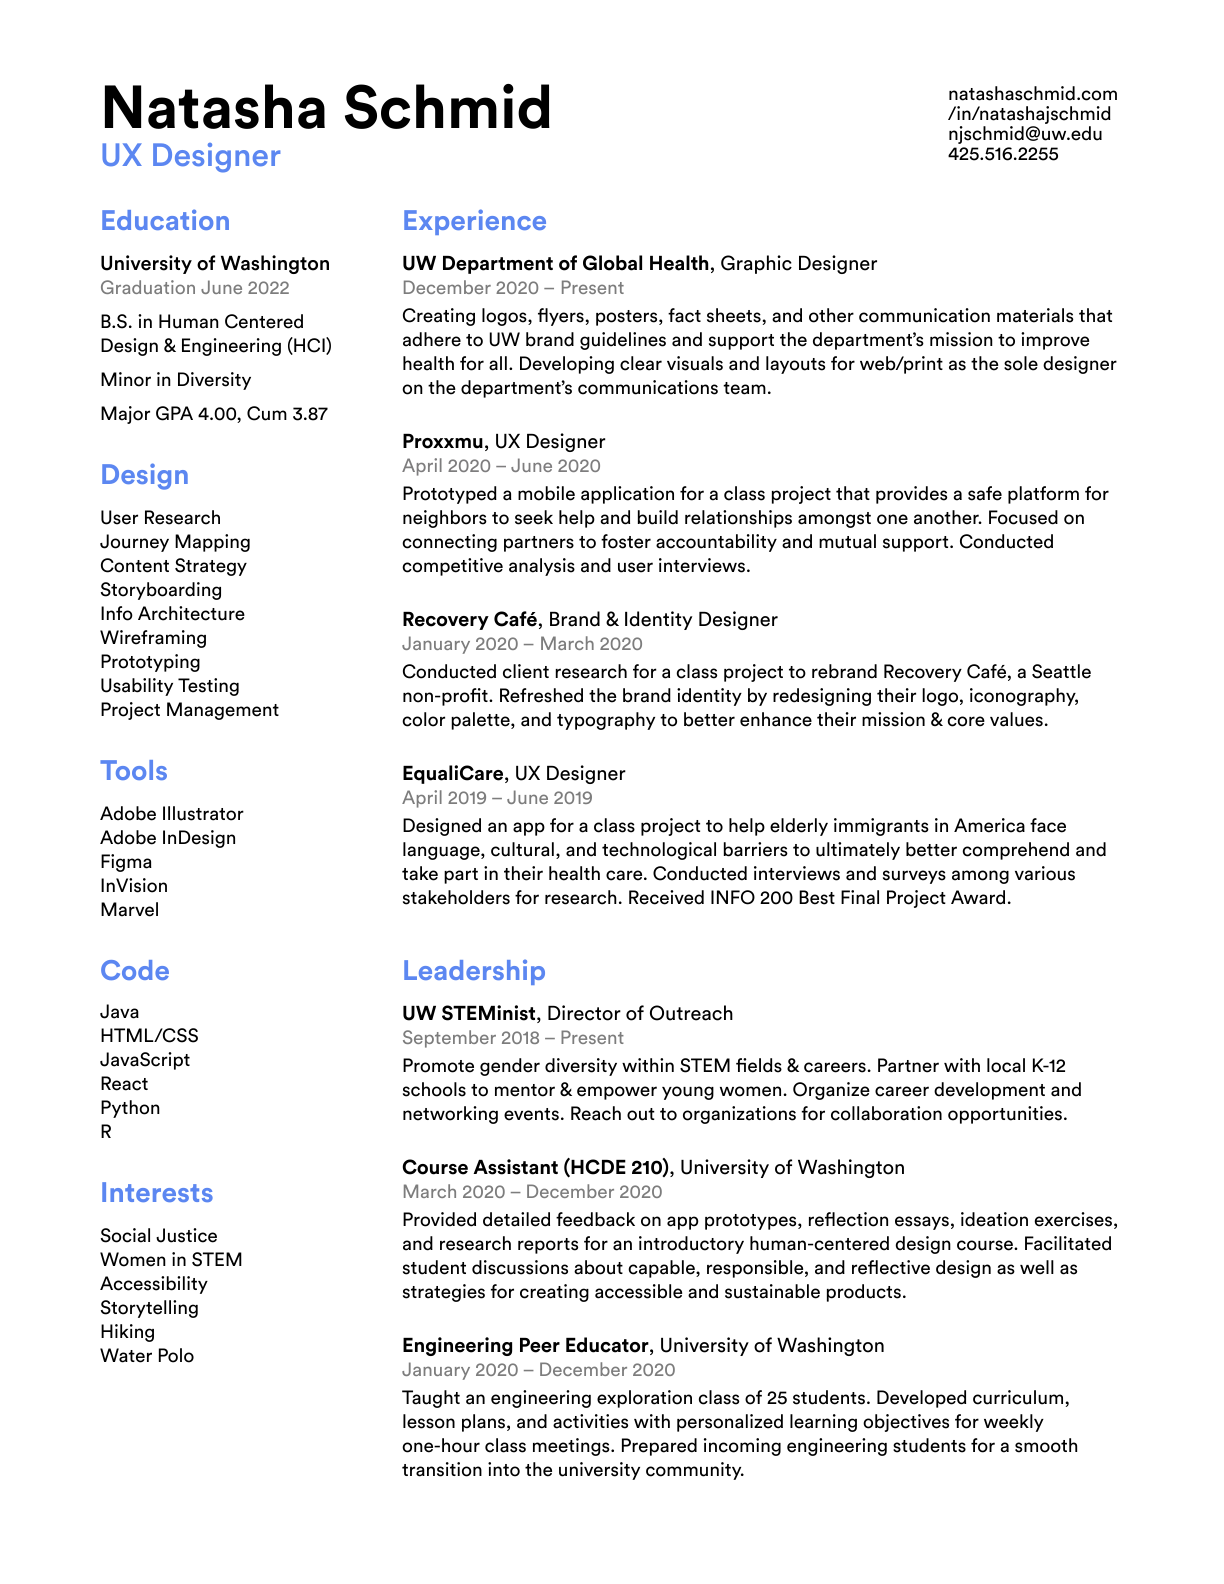 Natasha Schmid
UX Designer
natashaschmid.com
/in/natashajschmid
njschmid@uw.edu
425.516.2255
Education
University of Washington
Graduation June 2022
B.S. in Human Centered
Design & Engineering (HCI)
Minor in Diversity
Major GPA 4.00, Cum 3.87
Design
User Research
Journey Mapping
Content Strategy
Storyboarding
Info Architecture
Wireframing
Prototyping
Usability Testing
Project Management
Tools
Adobe Illustrator
Adobe InDesign
Figma
InVision
Marvel
Code
Java
HTML/CSS
JavaScript
React
Python
R
Interests
Social Justice
Women in STEM
Accessibility
Storytelling
Hiking
Water Polo
Experience
UW Department of Global Health, Graphic Designer
December 2020 – Present
Creating logos, flyers, posters, fact sheets, and other communication materials that
adhere to UW brand guidelines and support the department’s mission to improve
health for all. Developing clear visuals and layouts for web/print as the sole designer
on the department’s communications team.
Proxxmu, UX Designer
April 2020 – June 2020
Prototyped a mobile application for a class project that provides a safe platform for
neighbors to seek help and build relationships amongst one another. Focused on
connecting partners to foster accountability and mutual support. Conducted
competitive analysis and user interviews.
Recovery Café, Brand & Identity Designer
January 2020 – March 2020
Conducted client research for a class project to rebrand Recovery Café, a Seattle
non-profit. Refreshed the brand identity by redesigning their logo, iconography,
color palette, and typography to better enhance their mission & core values.
EqualiCare, UX Designer
April 2019 – June 2019
Designed an app for a class project to help elderly immigrants in America face
language, cultural, and technological barriers to ultimately better comprehend and
take part in their health care. Conducted interviews and surveys among various
stakeholders for research. Received INFO 200 Best Final Project Award.
Leadership
UW STEMinist, Director of Outreach
September 2018 – Present
Promote gender diversity within STEM fields & careers. Partner with local K-12
schools to mentor & empower young women. Organize career development and
networking events. Reach out to organizations for collaboration opportunities.
Course Assistant (HCDE 210), University of Washington
March 2020 – December 2020
Provided detailed feedback on app prototypes, reflection essays, ideation exercises,
and research reports for an introductory human-centered design course. Facilitated
student discussions about capable, responsible, and reflective design as well as
strategies for creating accessible and sustainable products.
Engineering Peer Educator, University of Washington
January 2020 – December 2020
Taught an engineering exploration class of 25 students. Developed curriculum,
lesson plans, and activities with personalized learning objectives for weekly
one-hour class meetings. Prepared incoming engineering students for a smooth
transition into the university community.